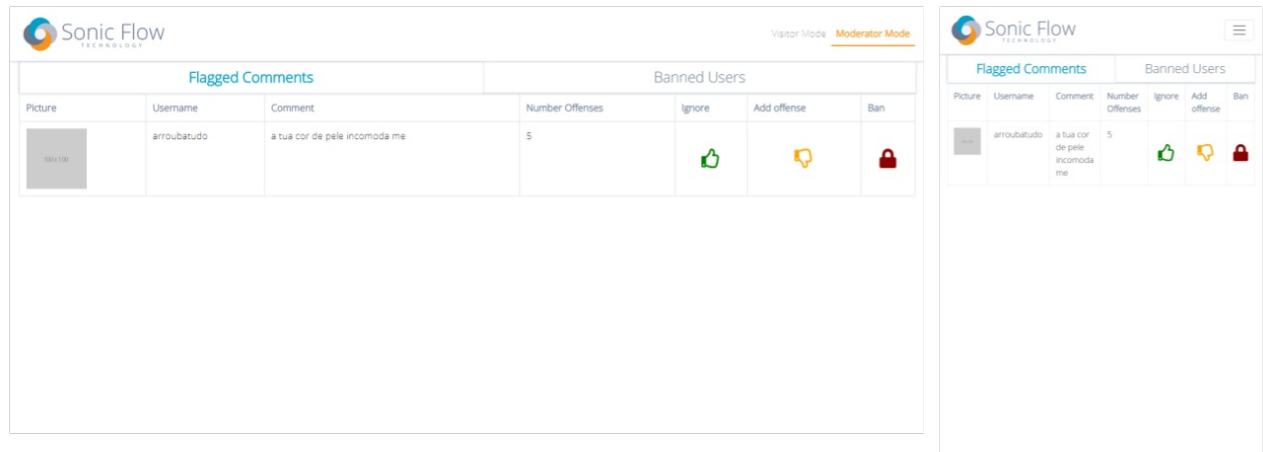 Sonic Flow
TECHNOLOGY
Visitor Mode Moderator Mode
Flagged Comments Banned Users
Picture Username Comment Number Offenses Ignore Add offense Ban
100 x 100 arroubatudo a tua cor de pele incomoda me 5
Sonic Flow
TECHNOLOGY
Flagged Comments Banned Users
Picture Username Comment Number Ignore Add Ban
Offenses offense
arroubatudo a tua cor 5
de pele
incomoda
me